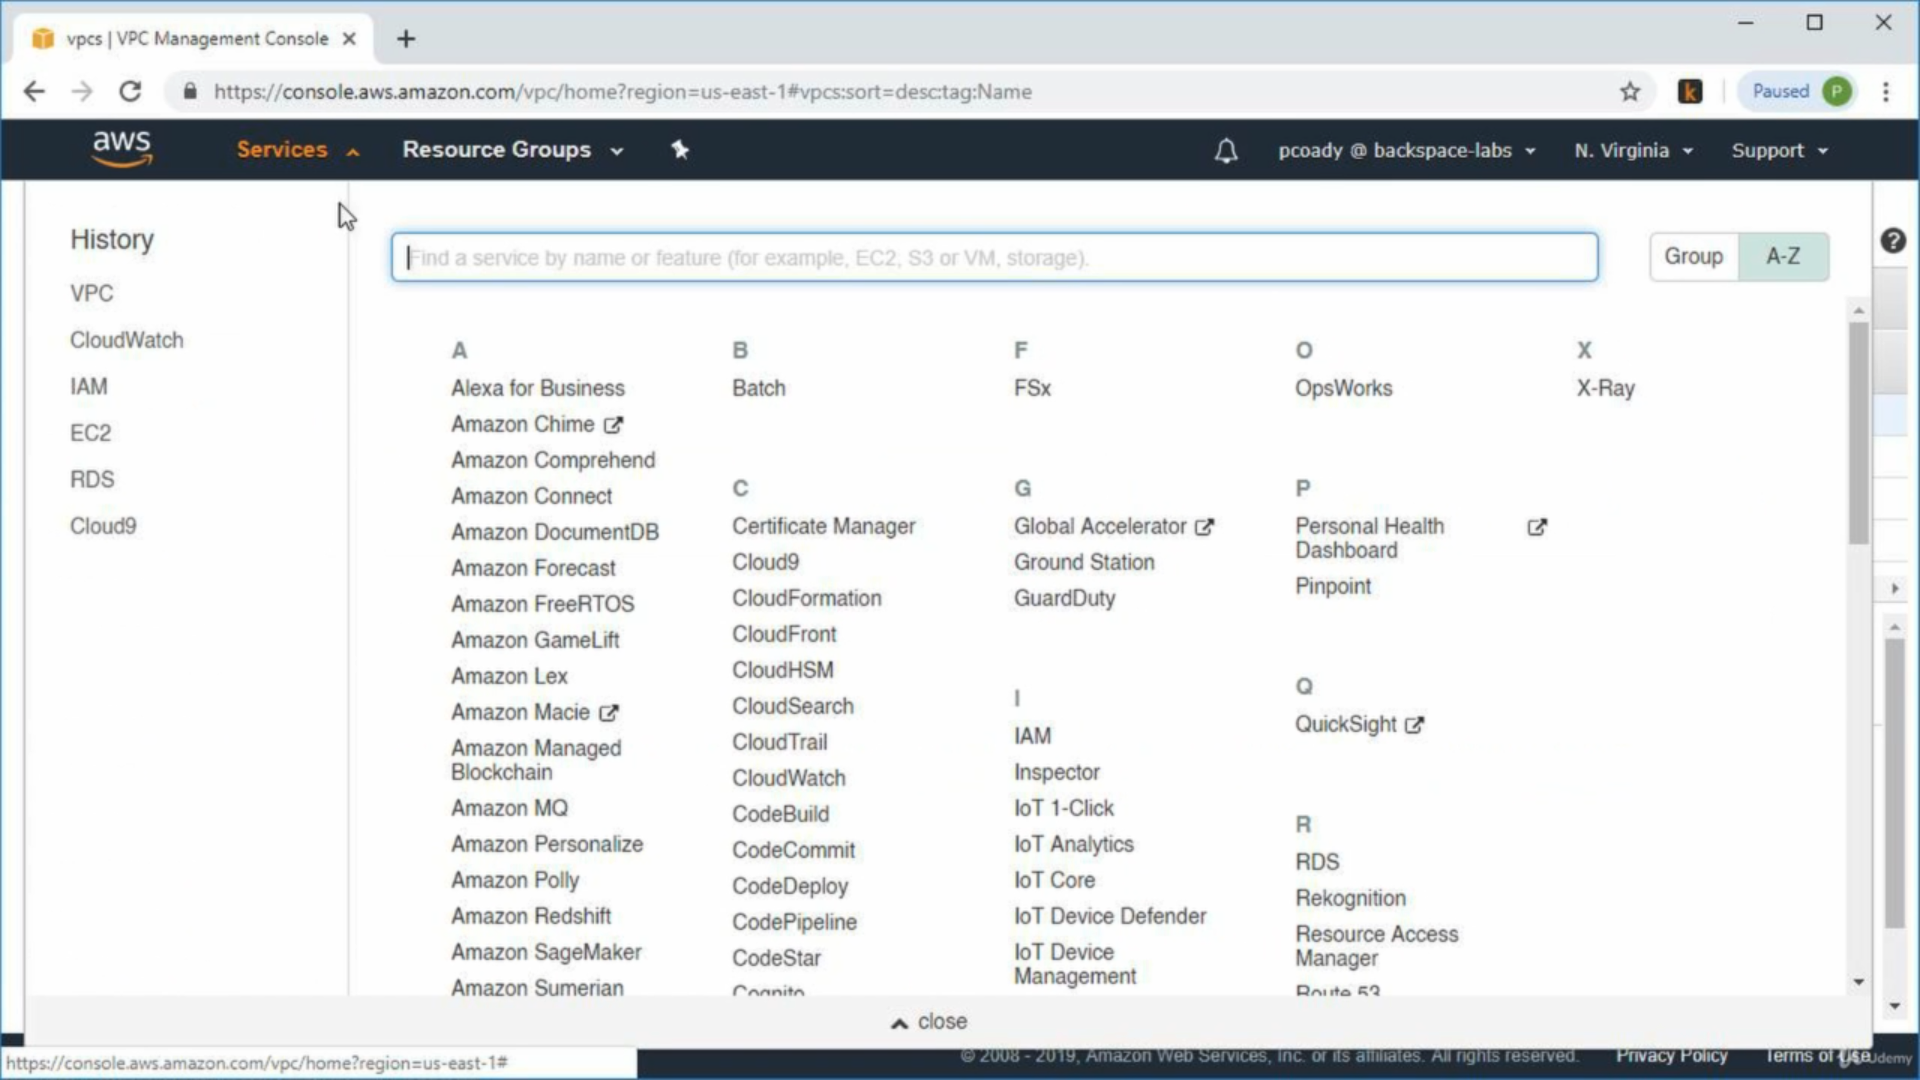 vpcs | VPC Management Console
https://console.aws.amazon.com/vpc/home?region=us-east-1#vpcs:sort=desc:tag:Name
k
Paused P
aws
Services
Resource Groups
pcoady @ backspace-labs
N. Virginia
Support
History
VPC
CloudWatch
IAM
EC2
RDS
Cloud9
Find a service by name or feature (for example, EC2, S3 or VM, storage).
Group
A-Z
?
A
Alexa for Business
Amazon Chime
Amazon Comprehend
Amazon Connect
Amazon DocumentDB
Amazon Forecast
Amazon FreeRTOS
Amazon GameLift
Amazon Lex
Amazon Macie
Amazon Managed
Blockchain
Amazon MQ
Amazon Personalize
Amazon Polly
Amazon Redshift
Amazon SageMaker
Amazon Sumerian
B
Batch
C
Certificate Manager
Cloud9
CloudFormation
CloudFront
CloudHSM
CloudSearch
CloudTrail
CloudWatch
CodeBuild
CodeCommit
CodeDeploy
CodePipeline
CodeStar
Cognito
F
FSx
G
Global Accelerator
Ground Station
GuardDuty
I
IAM
Inspector
IoT 1-Click
IoT Analytics
IoT Core
IoT Device Defender
IoT Device
Management
O
OpsWorks
P
Personal Health
Dashboard
Pinpoint
Q
QuickSight
R
RDS
Rekognition
Resource Access
Manager
Route 53
X
X-Ray
close
https://console.aws.amazon.com/vpc/home?region=us-east-1#
© 2008 - 2019, Amazon Web Services, Inc. or its affiliates. All rights reserved.
Privacy Policy
Terms of Use
Udemy